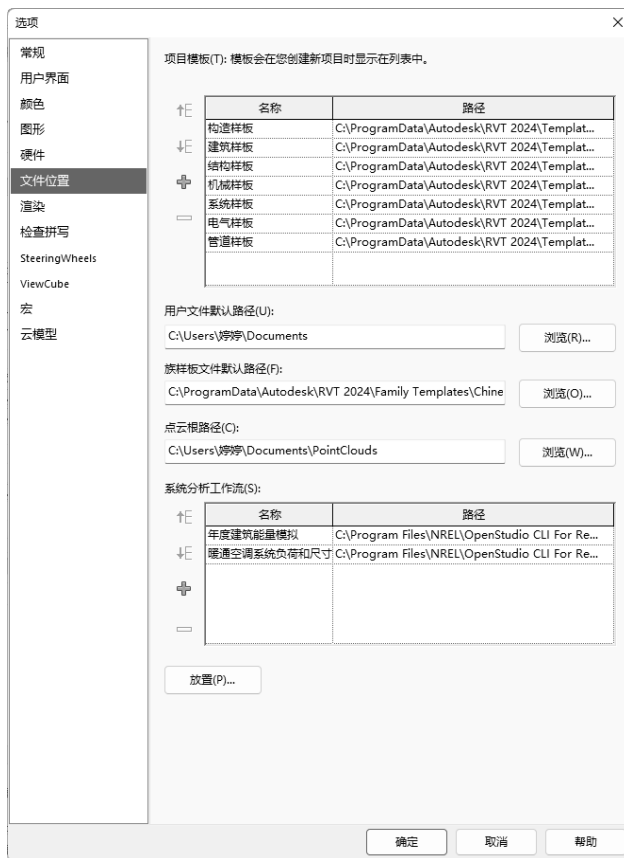 选项
常规
用户界面
颜色
图形
硬件
文件位置
渲染
检查拼写
SteeringWheels
ViewCube
宏
云模型
项目模板(T): 模板会在您创建新项目时显示在列表中。
名称 路径
构造样板 C:\ProgramData\Autodesk\RVT 2024\Templat...
建筑样板 C:\ProgramData\Autodesk\RVT 2024\Templat...
结构样板 C:\ProgramData\Autodesk\RVT 2024\Templat...
机械样板 C:\ProgramData\Autodesk\RVT 2024\Templat...
系统样板 C:\ProgramData\Autodesk\RVT 2024\Templat...
电气样板 C:\ProgramData\Autodesk\RVT 2024\Templat...
管道样板 C:\ProgramData\Autodesk\RVT 2024\Templat...
用户文件默认路径(U):
C:\Users\婷婷\Documents 浏览(R)...
族样板文件默认路径(F):
C:\ProgramData\Autodesk\RVT 2024\Family Templates\Chine 浏览(O)...
点云根路径(C):
C:\Users\婷婷\Documents\PointClouds 浏览(W)...
系统分析工作流(S):
名称 路径
年度建筑能量模拟 C:\Program Files\NREL\OpenStudio CLI For Re...
暖通空调系统负荷和尺寸 C:\Program Files\NREL\OpenStudio CLI For Re...
放置(P)...
确定 取消 帮助